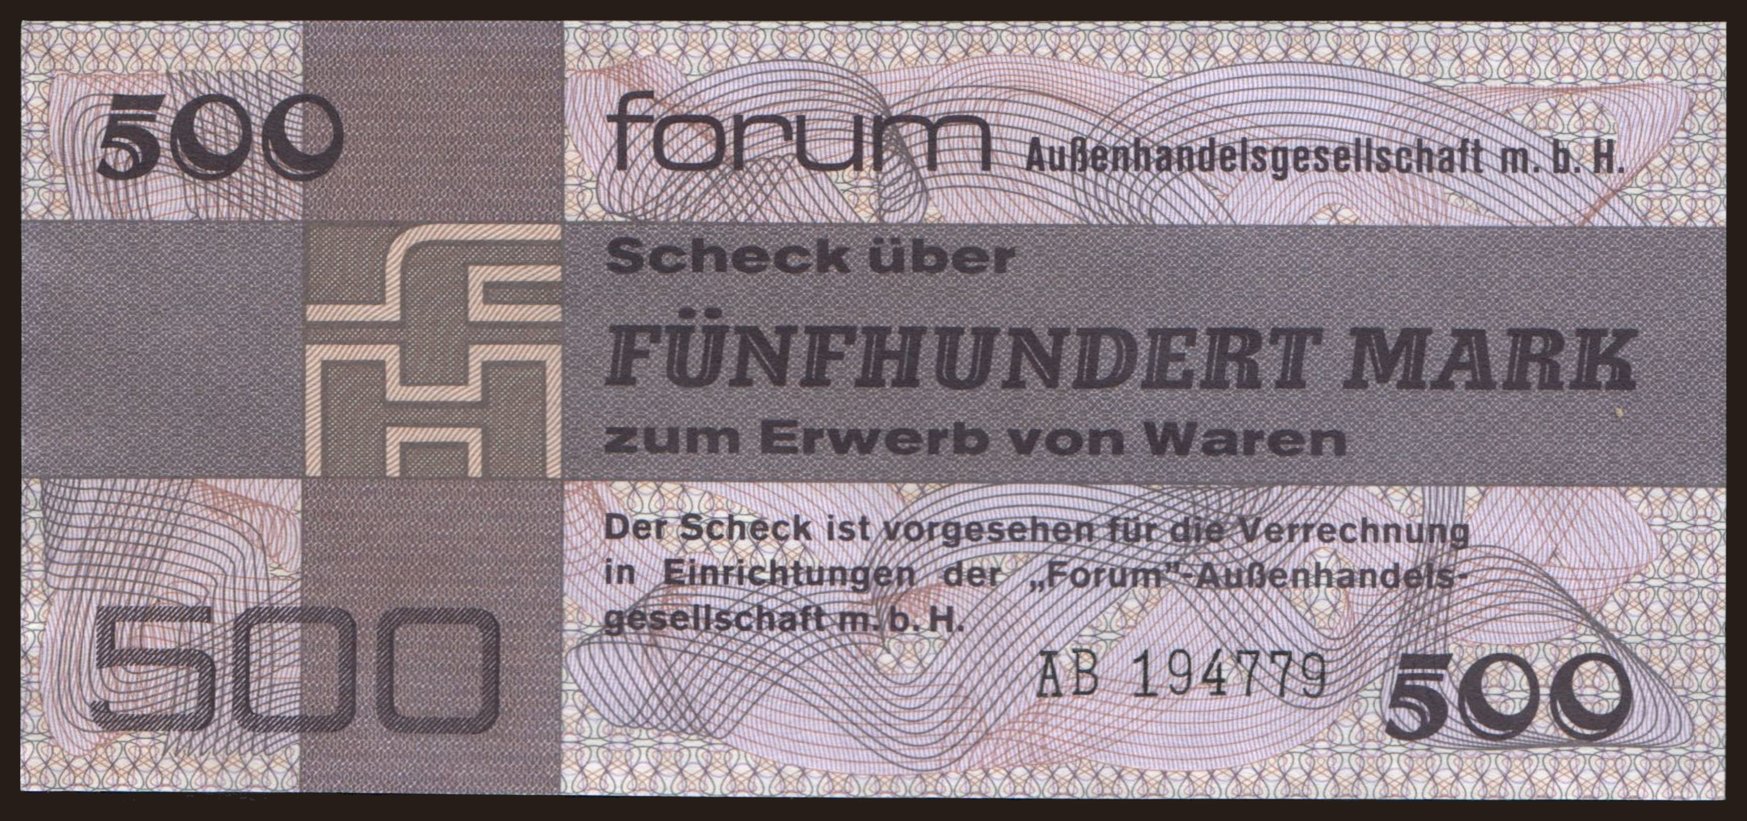 500
forum Außenhandelsgesellschaft m. b. H.
Scheck über
FÜNFHUNDERT MARK
zum Erwerb von Waren
Der Scheck ist vorgesehen für die Verrechnung
in Einrichtungen der „Forum”-Außenhandels-
gesellschaft m. b. H.
AB 194779
500
500